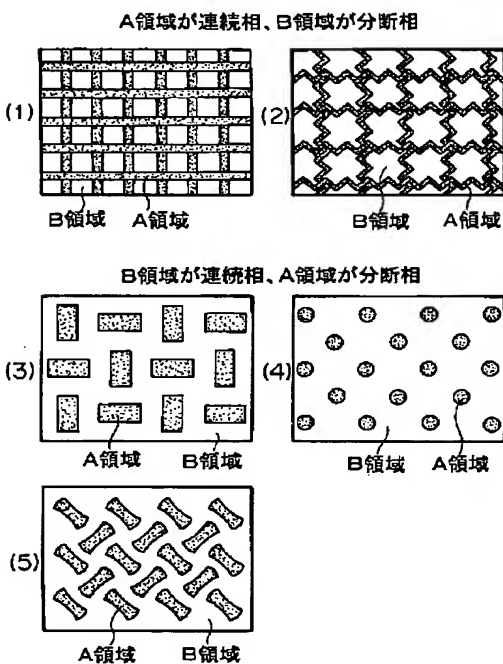 A領域が連続相、B領域が分断相
(1)
(2)
B領域 A領域
B領域 A領域
B領域が連続相、A領域が分断相
(3)
(4)
A領域 B領域
B領域 A領域
(5)
A領域 B領域